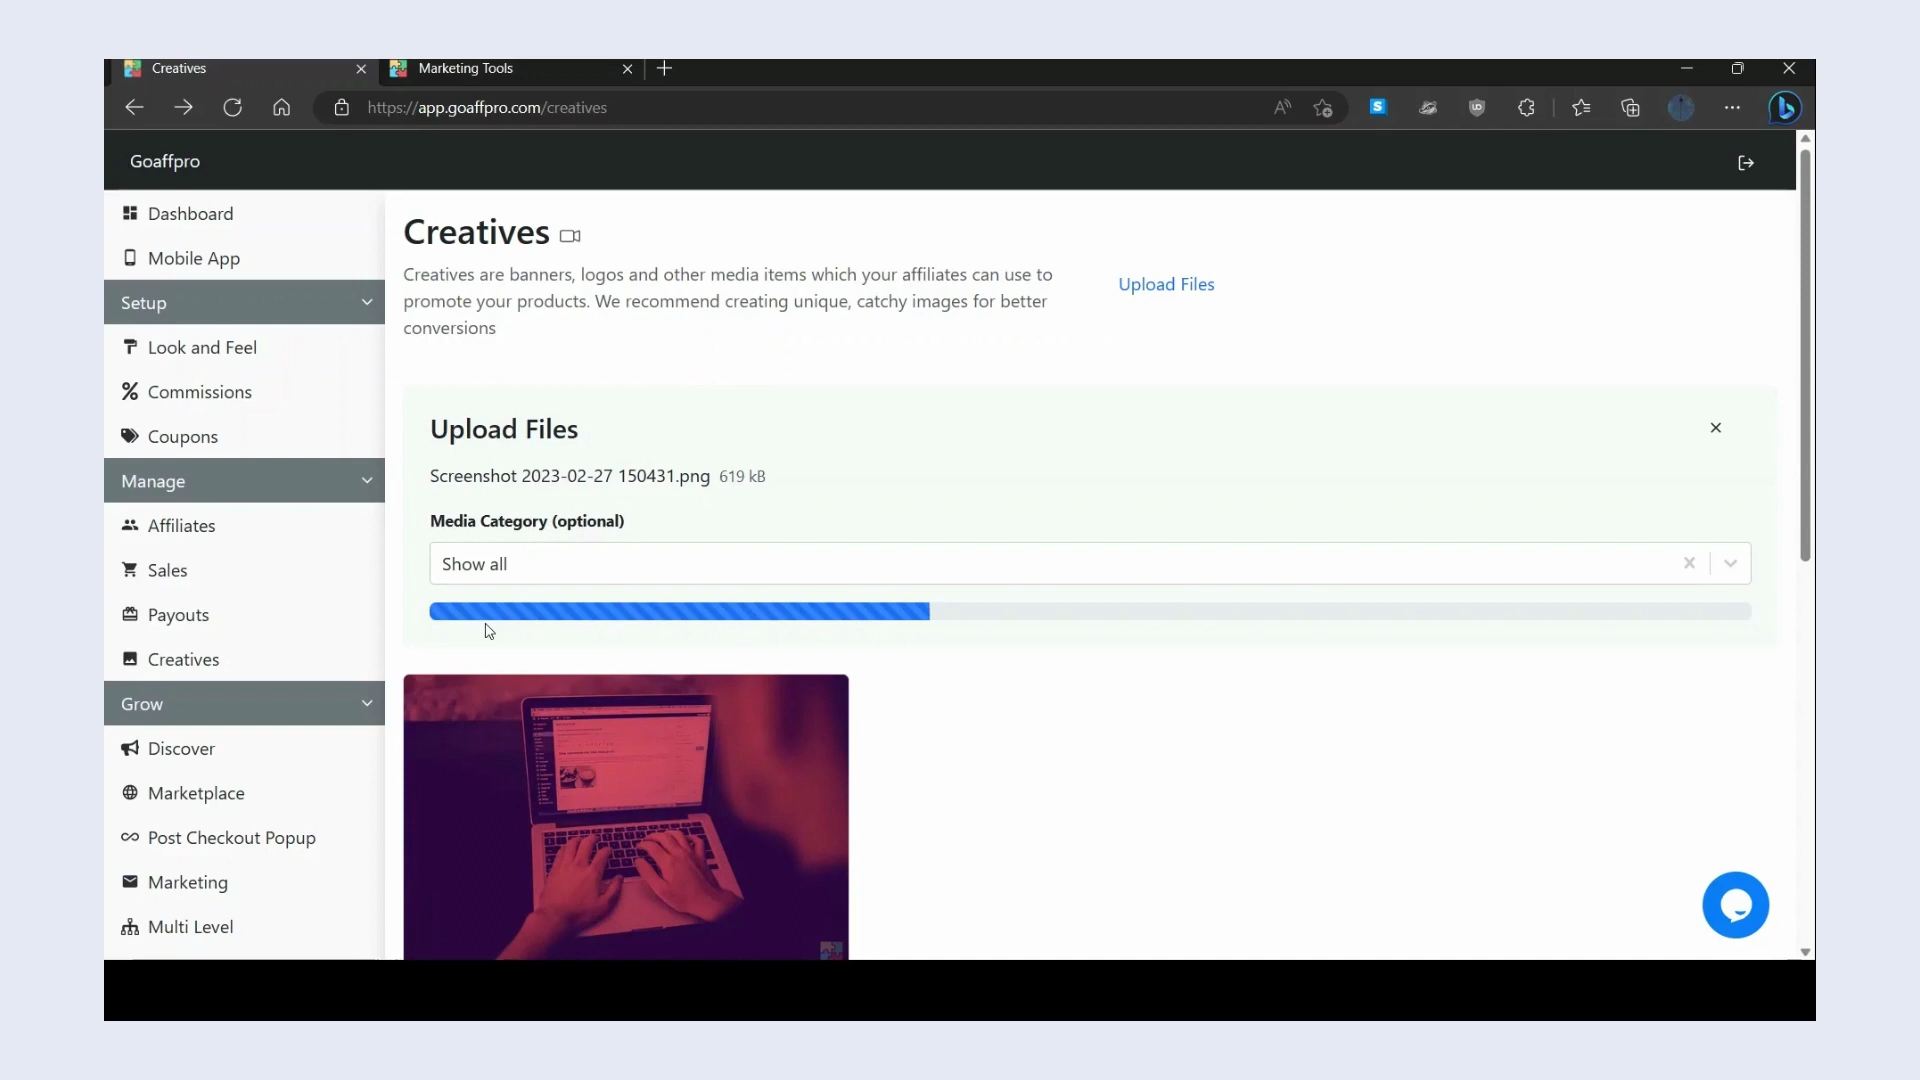 Creatives
Marketing Tools
https://app.goaffpro.com/creatives
Goaffpro
Dashboard
Mobile App
Setup
Look and Feel
Commissions
Coupons
Manage
Affiliates
Sales
Payouts
Creatives
Grow
Discover
Marketplace
Post Checkout Popup
Marketing
Multi Level
Creatives
Creatives are banners, logos and other media items which your affiliates can use to
promote your products. We recommend creating unique, catchy images for better
conversions
Upload Files
Upload Files
Screenshot 2023-02-27 150431.png 619 kB
Media Category (optional)
Show all